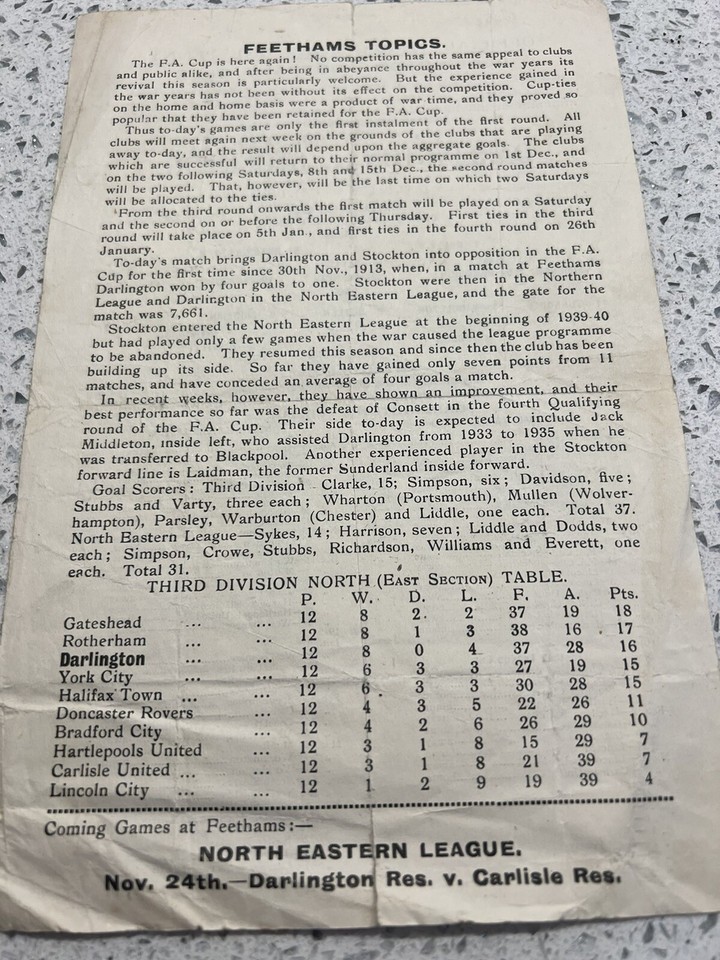 FEETHAMS TOPICS.
The F.A. Cup is here again! No competition has the same appeal to clubs
and public alike, and after being in abeyance throughout the war years its
revival this season is particularly welcome. But the experience gained in
the war years has not been without its effect on the competition. Cup-ties
on the home and home basis were a product of war time, and they proved so
popular that they have been retained for the F.A. Cup.
Thus to-day's games are only the first instalment of the first round. All
clubs will meet again next week on the grounds of the clubs that are playing
away to-day, and the result will depend upon the aggregate goals. The clubs
which are successful will return to their normal programme on 1st Dec., and
on the two following Saturdays, 8th and 15th Dec., the second round matches
will be played. That, however, will be the last time on which two Saturdays
will be allocated to the ties.
From the third round onwards the first match will be played on a Saturday
and the second on or before the following Thursday. First ties in the third
round will take place on 5th Jan., and first ties in the fourth round on 26th
January.
To-day's match brings Darlington and Stockton into opposition in the F.A.
Cup for the first time since 30th Nov., 1913, when, in a match at Feethams
Darlington won by four goals to one. Stockton were then in the Northern
League and Darlington in the North Eastern League, and the gate for the
match was 7,661.
Stockton entered the North Eastern League at the beginning of 1939-40
but had played only a few games when the war caused the league programme
to be abandoned. They resumed this season and since then the club has been
building up its side. So far they have gained only seven points from 11
matches, and have conceded an average of four goals a match.
In recent weeks, however, they have shown an improvement, and their
best performance so far was the defeat of Consett in the fourth Qualifying
round of the F.A. Cup. Their side to-day is expected to include Jack
Middleton, inside left, who assisted Darlington from 1933 to 1935 when he
was transferred to Blackpool. Another experienced player in the Stockton
forward line is Laidman, the former Sunderland inside forward.
Goal Scorers: Third Division - Clarke, 15; Simpson, six; Davidson, five;
Stubbs and Varty, three each; Wharton (Portsmouth), Mullen (Wolver-
hampton), Parsley, Warburton (Chester) and Liddle, one each. Total 37.
North Eastern League—Sykes, 14; Harrison, seven; Liddle and Dodds, two
each; Simpson, Crowe, Stubbs, Richardson, Williams and Everett, one
each. Total 31.
THIRD DIVISION NORTH (EAST SECTION) TABLE.
P. W. D. L. F. A. Pts.
Gateshead ... ... 12 8 2 2 37 19 18
Rotherham ... ... 12 8 1 3 38 16 17
Darlington ... ... 12 8 0 4 37 28 16
York City ... ... 12 6 3 3 27 19 15
Halifax Town ... ... 12 6 3 3 30 28 15
Doncaster Rovers ... 12 4 3 5 22 26 11
Bradford City ... 12 4 2 6 26 29 10
Hartlepools United ... 12 3 1 8 15 29 7
Carlisle United ... ... 12 3 1 8 21 39 7
Lincoln City ... ... 12 1 2 9 19 39 4
Coming Games at Feethams:—
NORTH EASTERN LEAGUE.
Nov. 24th.—Darlington Res. v. Carlisle Res.